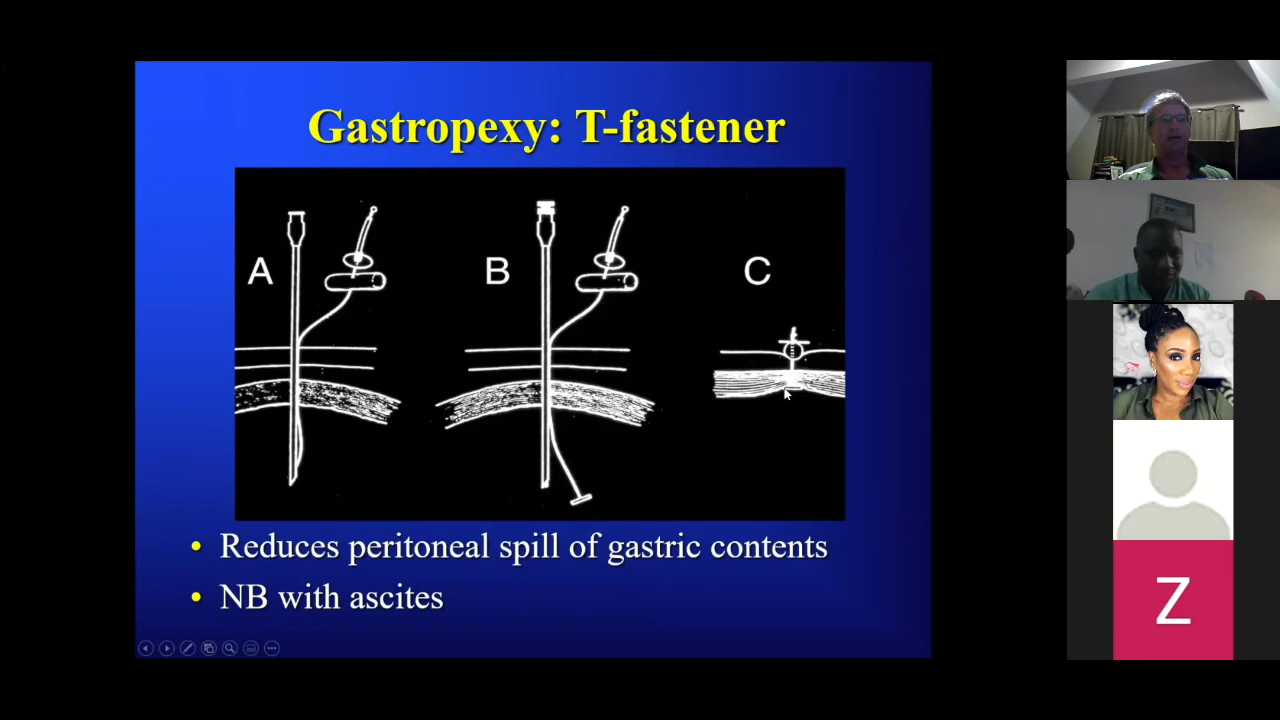 Gastropexy: T-fastener
A
B
C
• Reduces peritoneal spill of gastric contents
• NB with ascites
Z